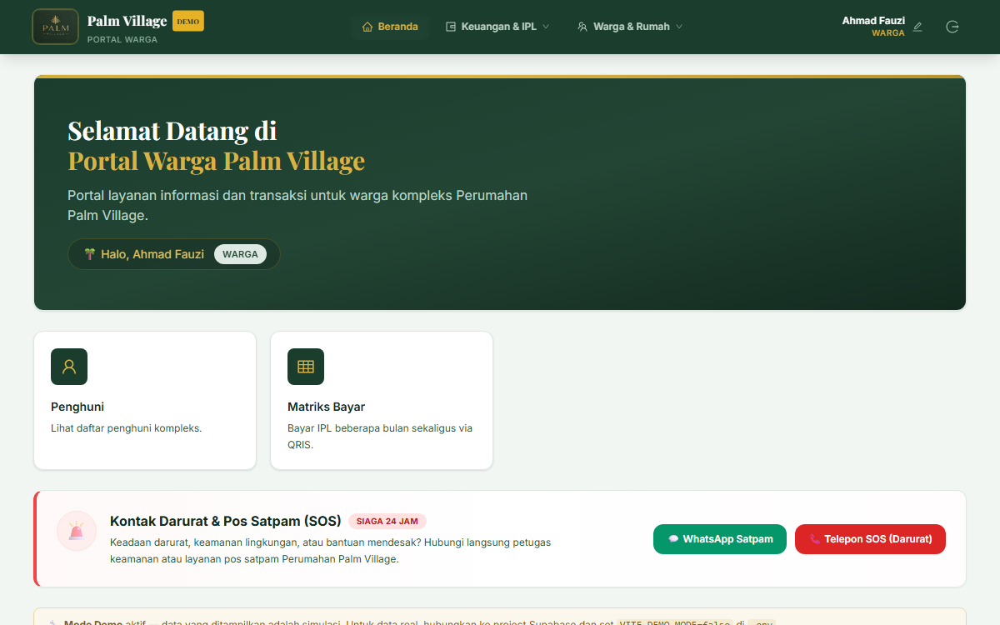 PALM
VILLAGE
Palm Village DEMO
PORTAL WARGA
Beranda
Keuangan & IPL
Warga & Rumah
Ahmad Fauzi
WARGA
Selamat Datang di
Portal Warga Palm Village
Portal layanan informasi dan transaksi untuk warga kompleks Perumahan
Palm Village.
Halo, Ahmad Fauzi WARGA
Penghuni
Lihat daftar penghuni kompleks.
Matriks Bayar
Bayar IPL beberapa bulan sekaligus via
QRIS.
Kontak Darurat & Pos Satpam (SOS) SIAGA 24 JAM
Keadaan darurat, keamanan lingkungan, atau bantuan mendesak? Hubungi langsung petugas
keamanan atau layanan pos satpam Perumahan Palm Village.
WhatsApp Satpam
Telepon SOS (Darurat)
Mode Demo aktif — data yang ditampilkan adalah simulasi. Untuk data real, hubungkan ke project Supabase dan set VITE_DEMO_MODE=false di .env